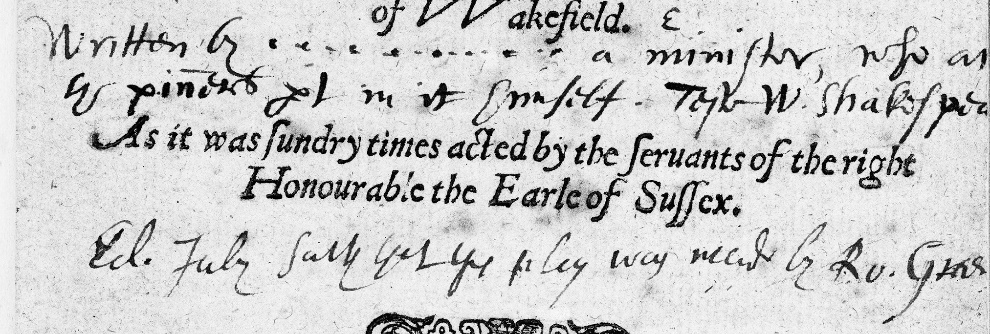 of Wakefield.
Written by . . . . . . . . . . a minister, who ac
ye piners pt in it himself. Teste W. Shakespea
As it was sundry times acted by the seruants of the right
Honourable the Earle of Sussex.
Ed. Juby saith yt ye play was made by Ro. Gree